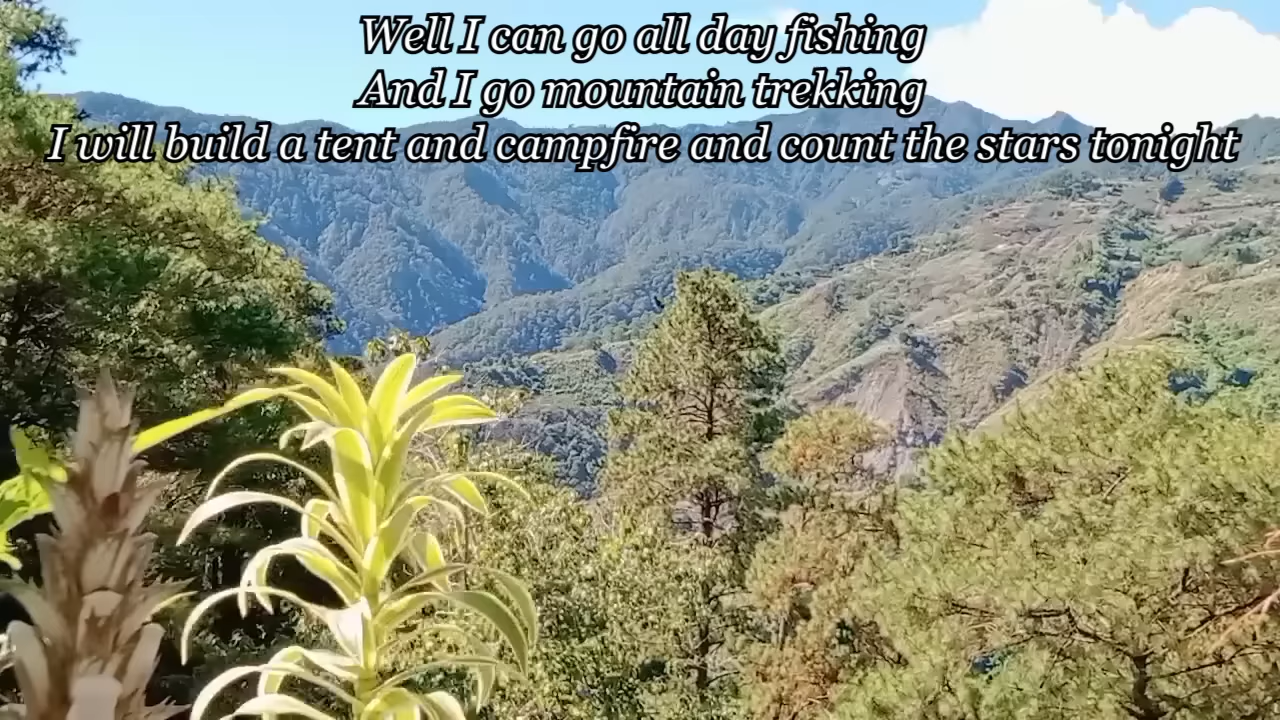 Well I can go all day fishing
And I go mountain trekking
I will build a tent and campfire and count the stars tonight